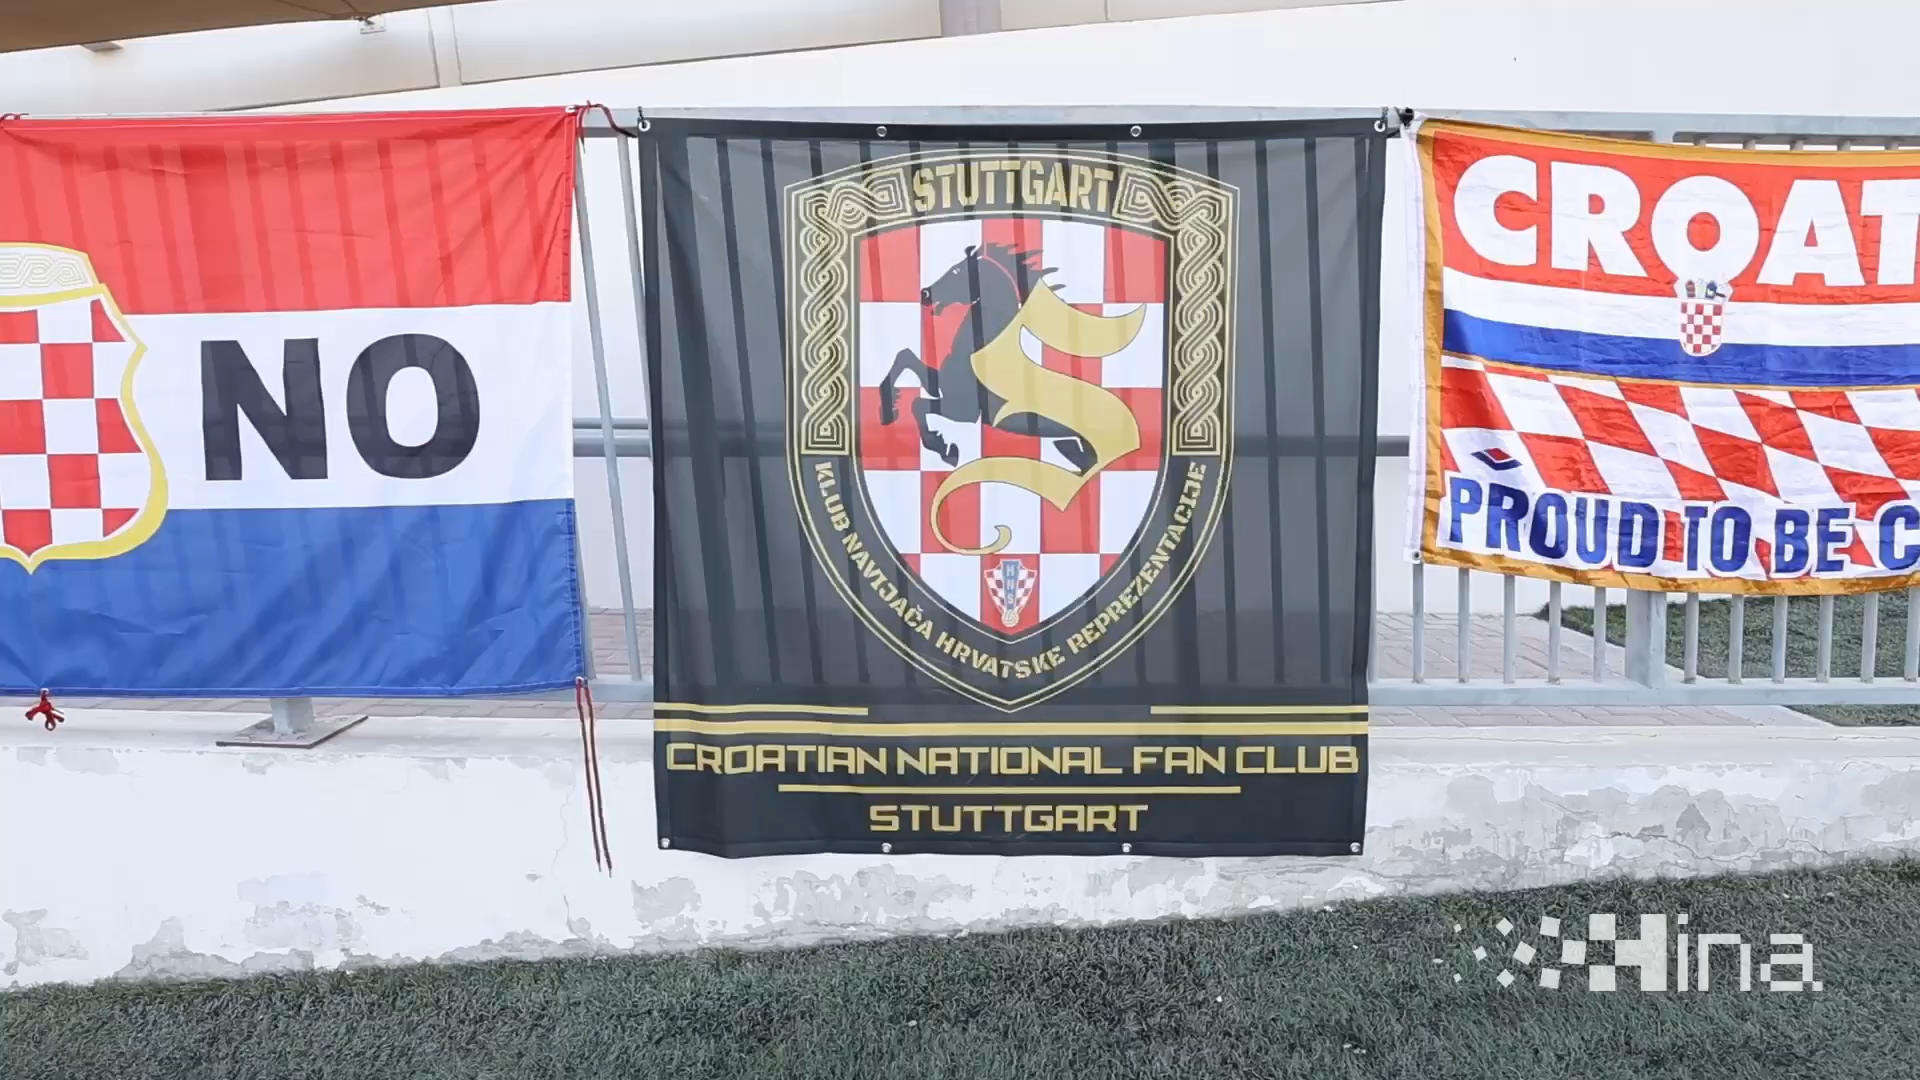 NO
STUTTGART
S
KLUB NAVIJAČA HRVATSKE REPREZENTACIJE
HNS
CROATIAN NATIONAL FAN CLUB
STUTTGART
CROAT
PROUD TO BE C
Hina